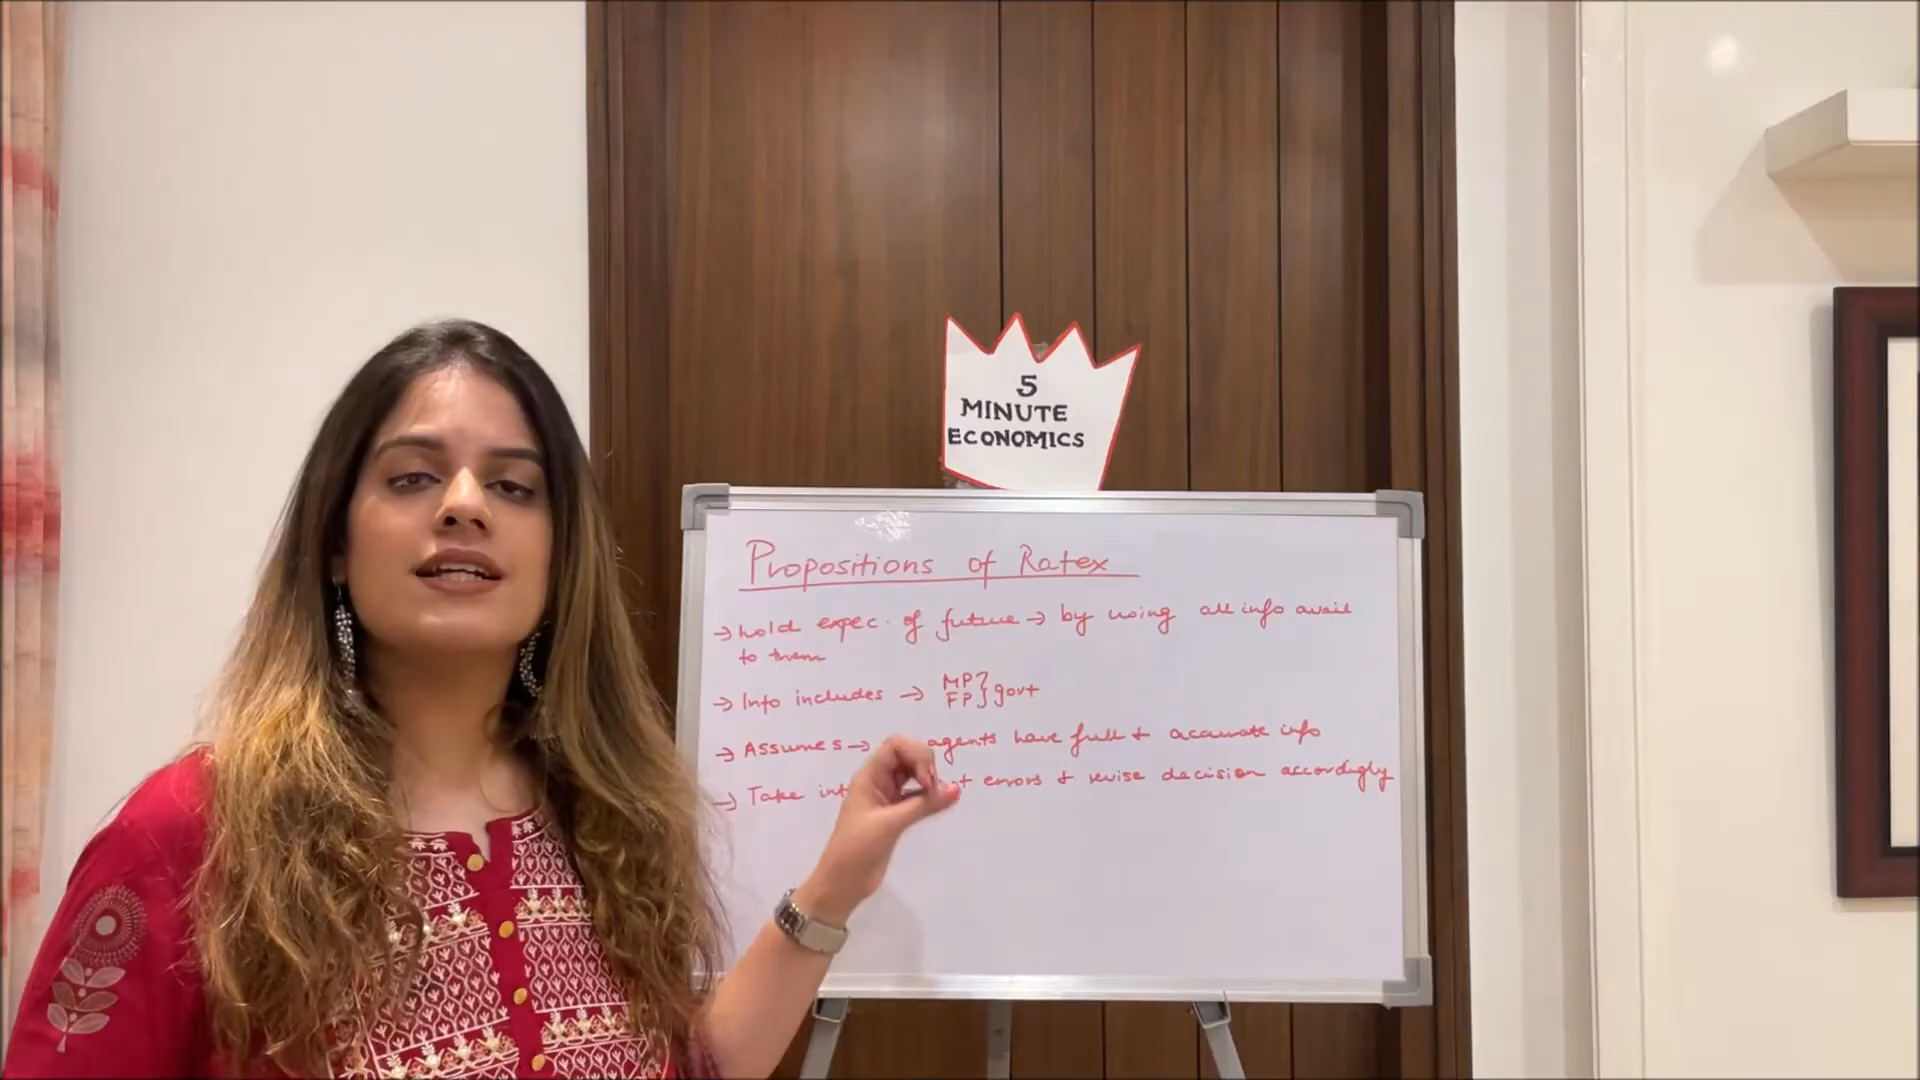 5
MINUTE
ECONOMICS
Propositions of Ratex
→ hold expec. of future → by using all info avail
to them
→ Info includes → MP } govt
FP
→ Assumes → agents have full + accurate info
→ Take errors + revise decision accordingly